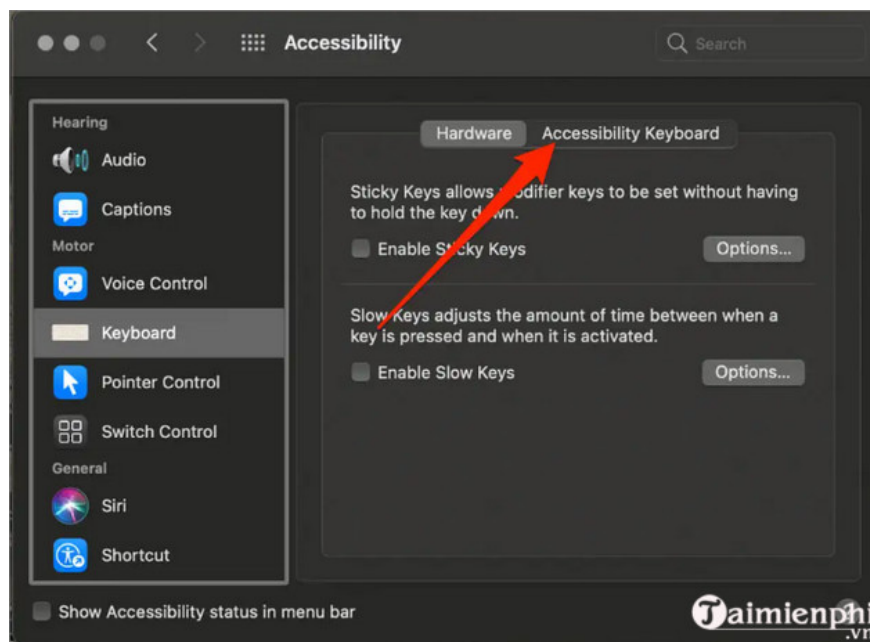 Accessibility
Search
Hearing
Audio
Captions
Motor
Voice Control
Keyboard
Pointer Control
Switch Control
General
Siri
Shortcut
Hardware
Accessibility Keyboard
Sticky Keys allows modifier keys to be set without having
to hold the key down.
Enable Sticky Keys
Options...
Slow Keys adjusts the amount of time between when a
key is pressed and when it is activated.
Enable Slow Keys
Options...
Show Accessibility status in menu bar
Taimienphi
.vn